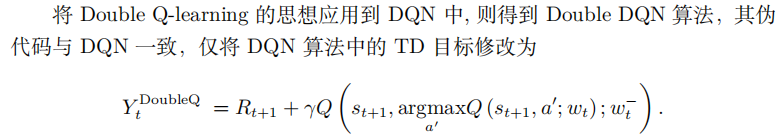 将 Double Q-learning 的思想应用到 DQN 中, 则得到 Double DQN 算法，其伪
代码与 DQN 一致，仅将 DQN 算法中的 TD 目标修改为
$Y_t^{\text{DoubleQ}} = R_{t+1} + \gamma Q\left(s_{t+1}, \underset{a'}{\operatorname{argmax}} Q\left(s_{t+1}, a'; w_t\right); w_t^-\right).$